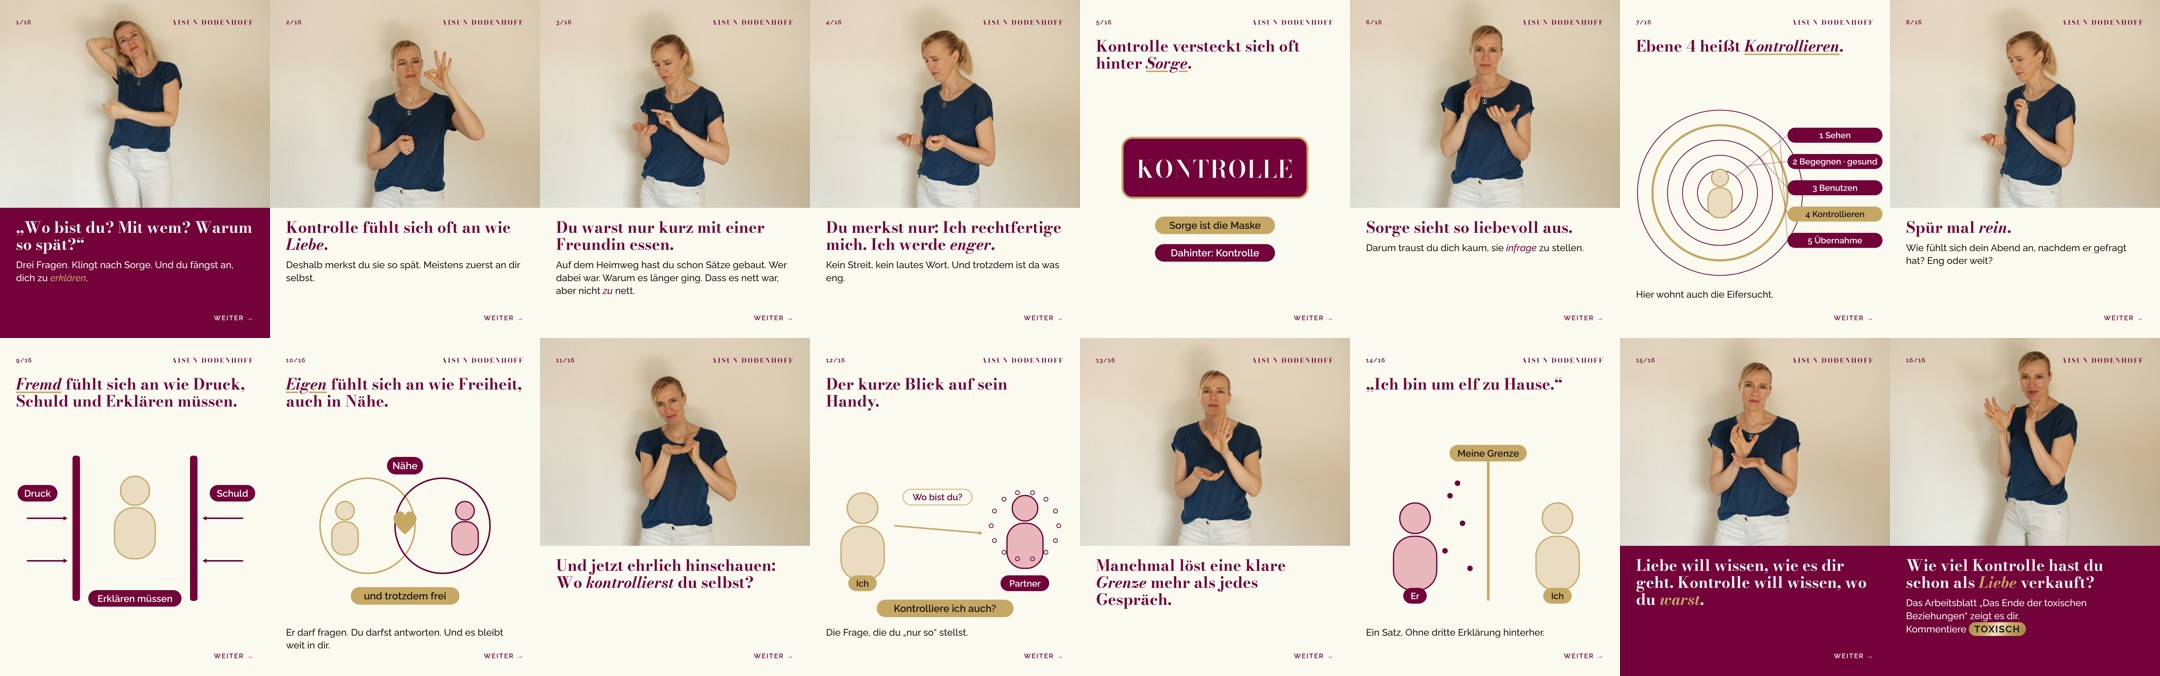 1/16
AISUN DODENHOFF
„Wo bist du? Mit wem? Warum
so spät?“
Drei Fragen. Klingt nach Sorge. Und du fängst an,
dich zu erklären.
WEITER →
2/16
AISUN DODENHOFF
Kontrolle fühlt sich oft an wie
Liebe.
Deshalb merkst du sie so spät. Meistens zuerst an dir
selbst.
WEITER →
3/16
AISUN DODENHOFF
Du warst nur kurz mit einer
Freundin essen.
Auf dem Heimweg hast du schon Sätze gebaut. Wer
dabei war. Warum es länger ging. Dass es nett war,
aber nicht zu nett.
WEITER →
4/16
AISUN DODENHOFF
Du merkst nur: Ich rechtfertige
mich. Ich werde enger.
Kein Streit, kein lautes Wort. Und trotzdem ist da was
eng.
WEITER →
5/16
AISUN DODENHOFF
Kontrolle versteckt sich oft
hinter Sorge.
KONTROLLE
Sorge ist die Maske
Dahinter: Kontrolle
WEITER →
6/16
AISUN DODENHOFF
Sorge sieht so liebevoll aus.
Darum traust du dich kaum, sie infrage zu stellen.
WEITER →
7/16
AISUN DODENHOFF
Ebene 4 heißt Kontrollieren.
1 Sehen
2 Begegnen · gesund
3 Benutzen
4 Kontrollieren
5 Übernahme
Hier wohnt auch die Eifersucht.
WEITER →
8/16
AISUN DODENHOFF
Spür mal rein.
Wie fühlt sich dein Abend an, nachdem er gefragt
hat? Eng oder weit?
WEITER →
9/16
AISUN DODENHOFF
Fremd fühlt sich an wie Druck,
Schuld und Erklären müssen.
Druck
Schuld
Erklären müssen
WEITER →
10/16
AISUN DODENHOFF
Eigen fühlt sich an wie Freiheit,
auch in Nähe.
Nähe
und trotzdem frei
Er darf fragen. Du darfst antworten. Und es bleibt
weit in dir.
WEITER →
11/16
AISUN DODENHOFF
Und jetzt ehrlich hinschauen:
Wo kontrollierst du selbst?
WEITER →
12/16
AISUN DODENHOFF
Der kurze Blick auf sein
Handy.
Wo bist du?
Ich
Partner
Kontrolliere ich auch?
Die Frage, die du „nur so“ stellst.
WEITER →
13/16
AISUN DODENHOFF
Manchmal löst eine klare
Grenze mehr als jedes
Gespräch.
WEITER →
14/16
AISUN DODENHOFF
„Ich bin um elf zu Hause.“
Meine Grenze
Er
Ich
Ein Satz. Ohne dritte Erklärung hinterher.
WEITER →
15/16
AISUN DODENHOFF
Liebe will wissen, wie es dir
geht. Kontrolle will wissen, wo
du warst.
WEITER →
16/16
AISUN DODENHOFF
Wie viel Kontrolle hast du
schon als Liebe verkauft?
Das Arbeitsblatt „Das Ende der toxischen
Beziehungen“ zeigt es dir.
Kommentiere TOXISCH